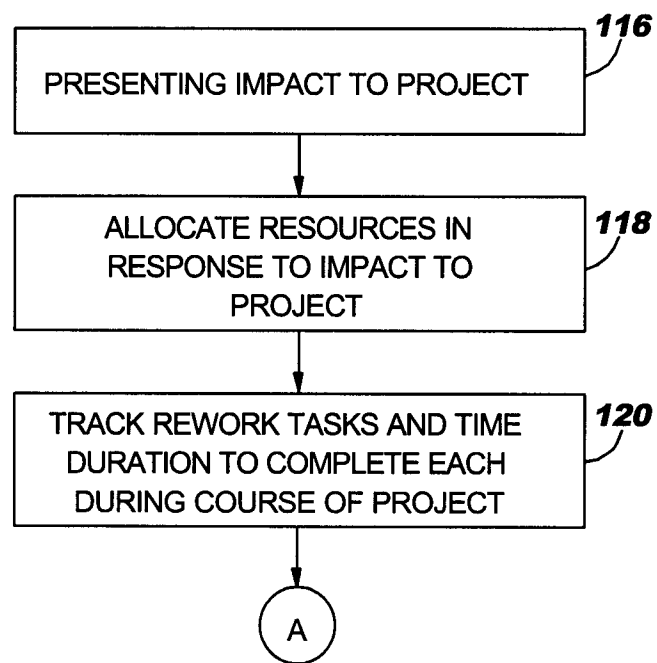 116
PRESENTING IMPACT TO PROJECT
118
ALLOCATE RESOURCES IN
RESPONSE TO IMPACT TO
PROJECT
120
TRACK REWORK TASKS AND TIME
DURATION TO COMPLETE EACH
DURING COURSE OF PROJECT
A